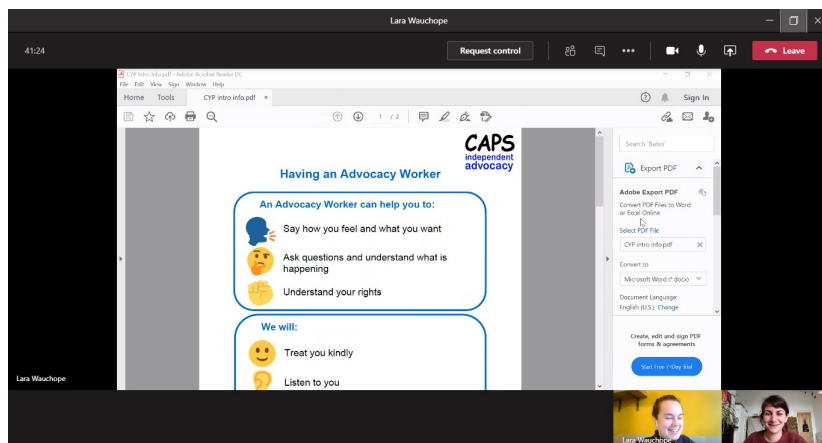 Lara Wauchope
41:24
Request control
Leave
CYP intro info.pdf - Adobe Acrobat Reader DC
File Edit View Sign Window Help
Home Tools CYP intro info.pdf
Sign In
1 / 2
CAPS
independent
advocacy
Having an Advocacy Worker
An Advocacy Worker can help you to:
Say how you feel and what you want
Ask questions and understand what is
happening
Understand your rights
We will:
Treat you kindly
Listen to you
Search 'Bates'
Export PDF
Adobe Export PDF
Convert PDF Files to Word
or Excel Online
Select PDF File
CYP intro info.pdf
Convert to
Microsoft Word (*.docx)
Document Language:
English (U.S.) Change
Create, edit and sign PDF
forms & agreements
Start Free 7-Day Trial
Lara Wauchope
Lara Wauchope